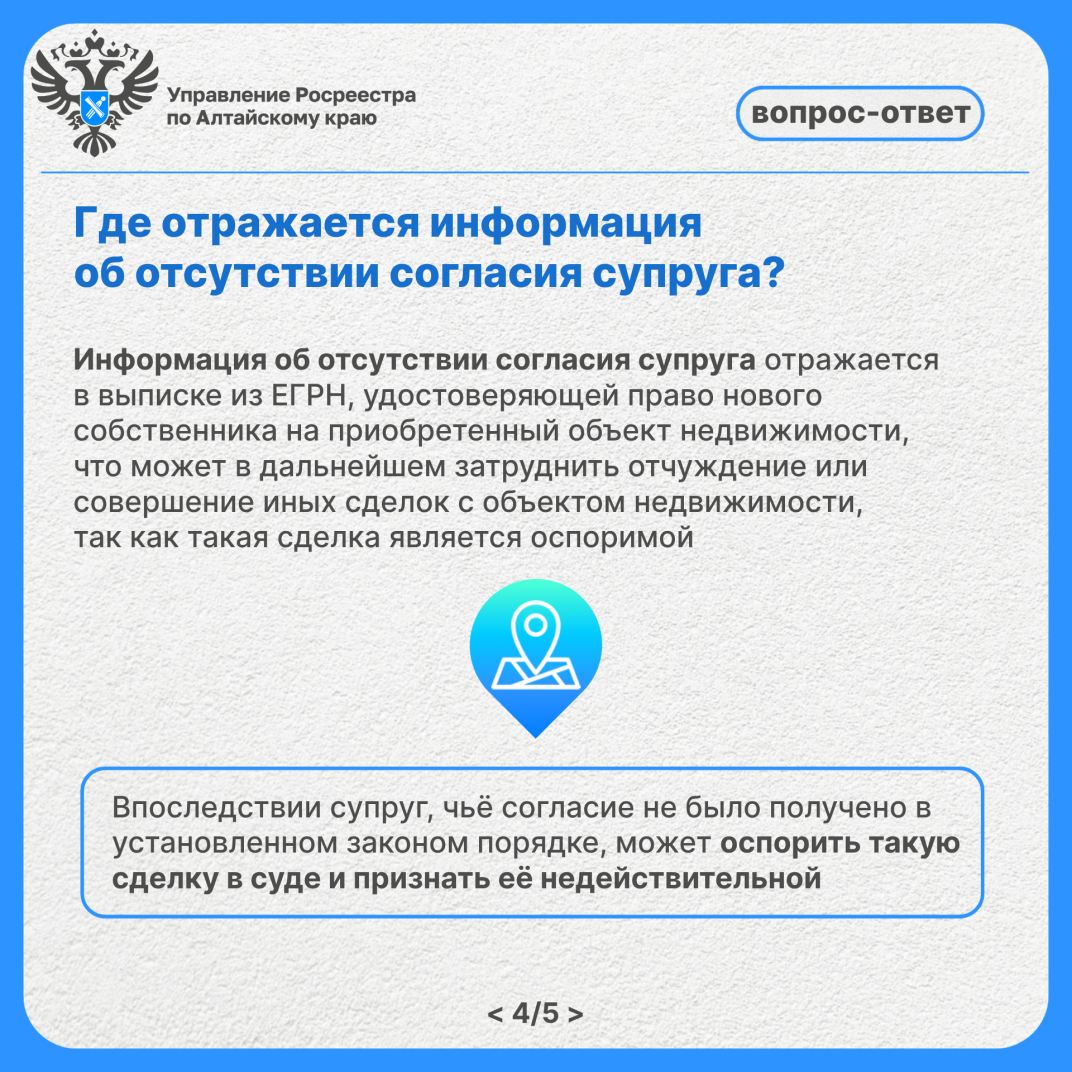 Управление Росреестра
по Алтайскому краю
вопрос-ответ
Где отражается информация
об отсутствии согласия супруга?
Информация об отсутствии согласия супруга отражается
в выписке из ЕГРН, удостоверяющей право нового
собственника на приобретенный объект недвижимости,
что может в дальнейшем затруднить отчуждение или
совершение иных сделок с объектом недвижимости,
так как такая сделка является оспоримой
Впоследствии супруг, чьё согласие не было получено в
установленном законом порядке, может оспорить такую
сделку в суде и признать её недействительной
< 4/5 >